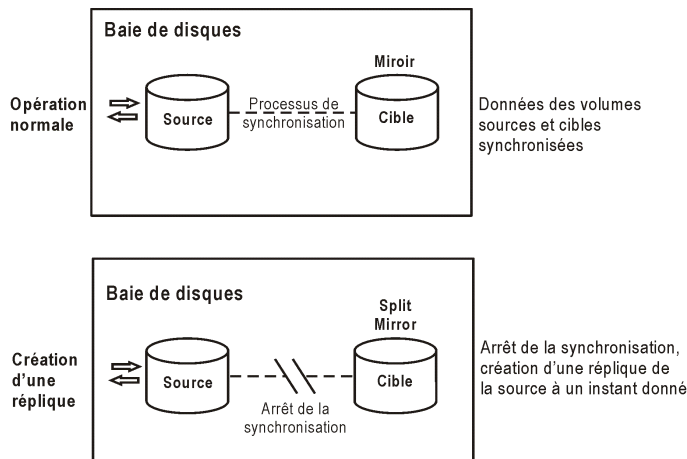 Baie de disques
Miroir
Opération
normale
Source
Processus de
synchronisation
Cible
Données des volumes
sources et cibles
synchronisées
Baie de disques
Split
Mirror
Création
d'une
réplique
Source
Arrêt de la
synchronisation
Cible
Arrêt de la synchronisation,
création d'une réplique de
la source à un instant donné